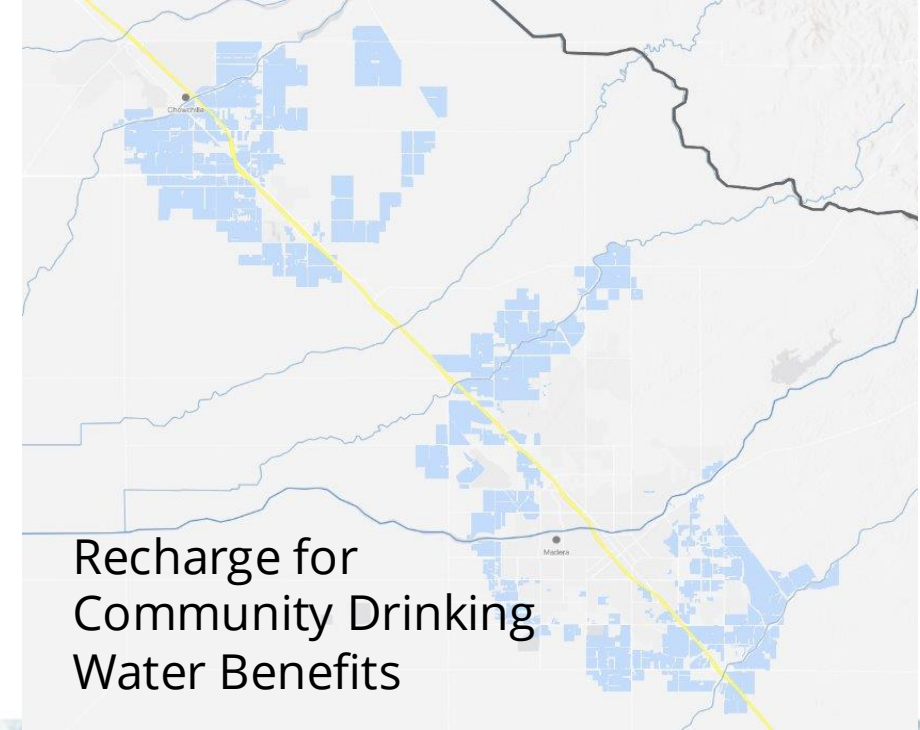 Chowchilla
Madera
Recharge for
Community Drinking
Water Benefits